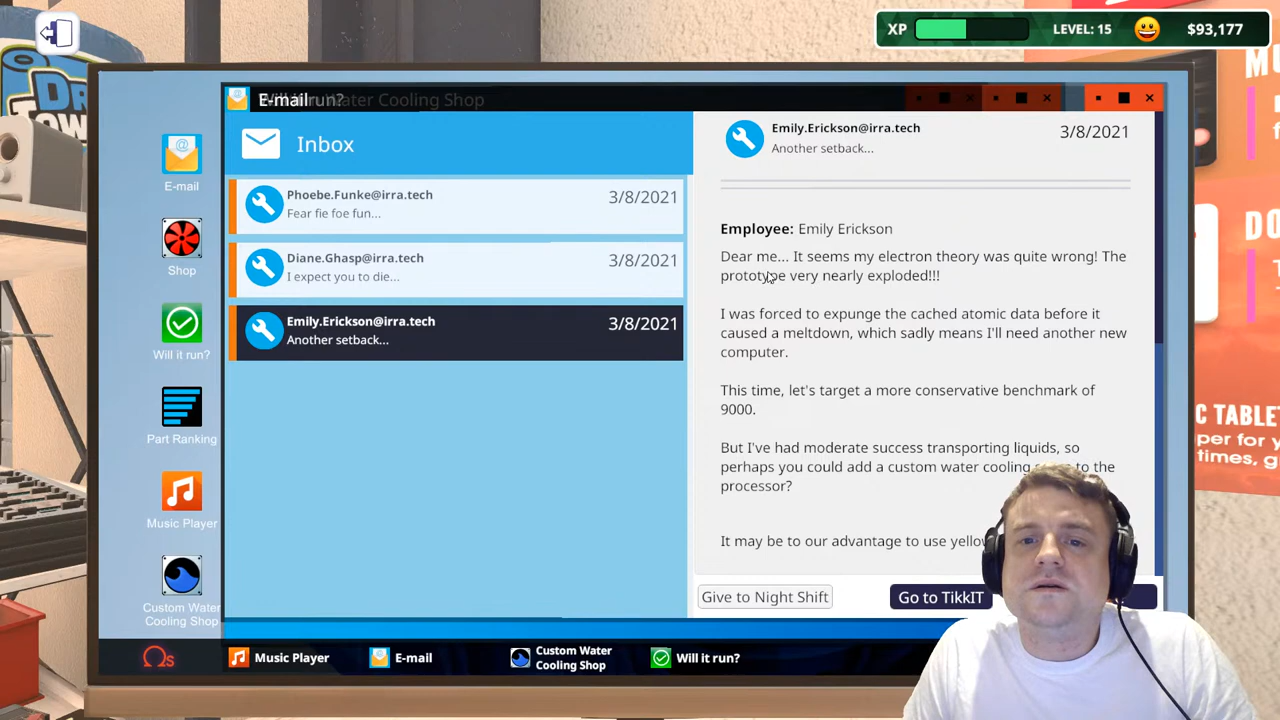 XP
LEVEL: 15
$93,177
E-mail
Water Cooling Shop
Inbox
Phoebe.Funke@irra.tech
3/8/2021
Fear fie foe fun...
Diane.Ghasp@irra.tech
3/8/2021
I expect you to die...
Emily.Erickson@irra.tech
3/8/2021
Another setback...
Emily.Erickson@irra.tech
3/8/2021
Another setback...
Employee: Emily Erickson
Dear me... It seems my electron theory was quite wrong! The
prototype very nearly exploded!!!
I was forced to expunge the cached atomic data before it
caused a meltdown, which sadly means I'll need another new
computer.
This time, let's target a more conservative benchmark of
9000.
But I've had moderate success transporting liquids, so
perhaps you could add a custom water cooling to the
processor?
It may be to our advantage to use
Give to Night Shift
Go to TikkIT
E-mail
Shop
Will it run?
Part Ranking
Music Player
Custom Water
Cooling Shop
Music Player
E-mail
Custom Water
Cooling Shop
Will it run?
C TABLET
per for y
times, g